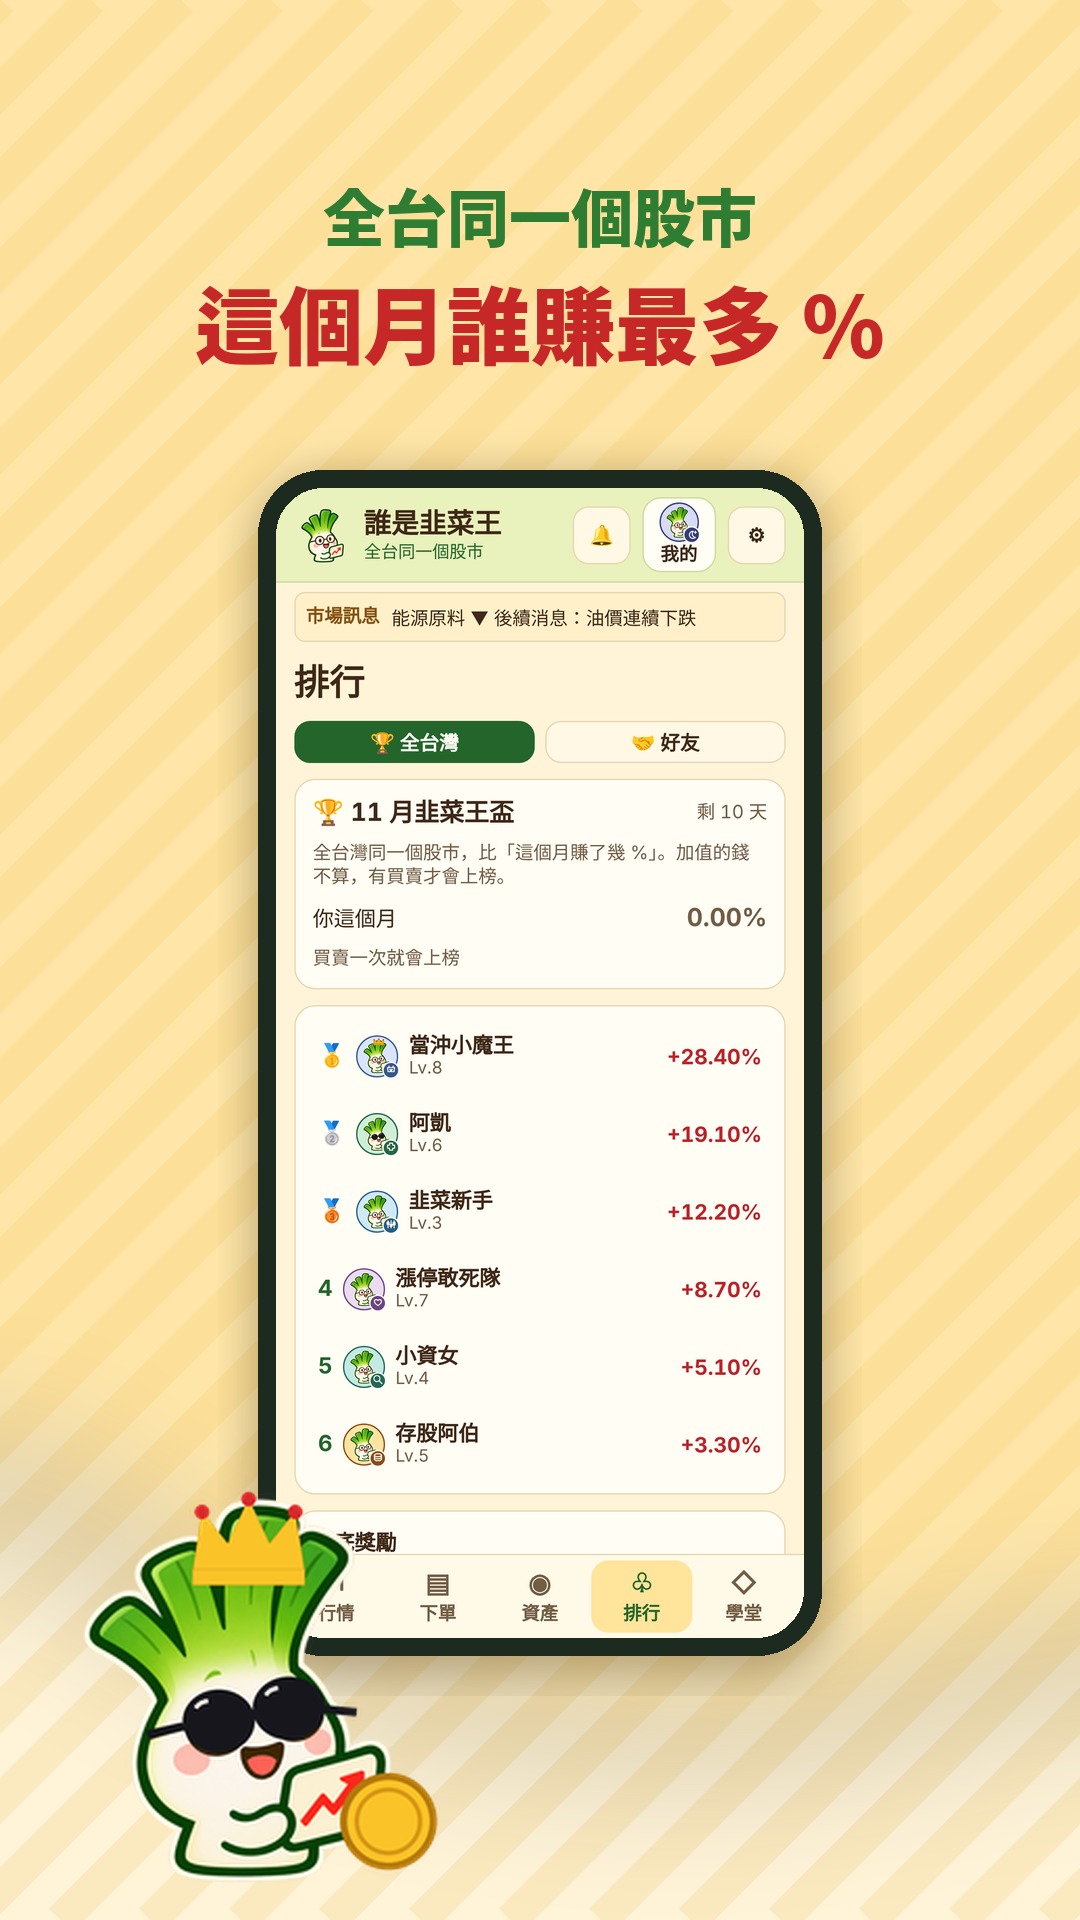 全台同一個股市
這個月誰賺最多 %
誰是韭菜王
全台同一個股市
我的
市場訊息 能源原料 ▼ 後續消息：油價連續下跌
排行
全台灣
好友
11 月韭菜王盃
剩 10 天
全台灣同一個股市，比「這個月賺了幾 %」。加值的錢
不算，有買賣才會上榜。
你這個月
0.00%
買賣一次就會上榜
當沖小魔王
Lv.8
+28.40%
阿凱
Lv.6
+19.10%
韭菜新手
Lv.3
+12.20%
4
漲停敢死隊
Lv.7
+8.70%
5
小資女
Lv.4
+5.10%
6
存股阿伯
Lv.5
+3.30%
底獎勵
行情
下單
資產
排行
學堂